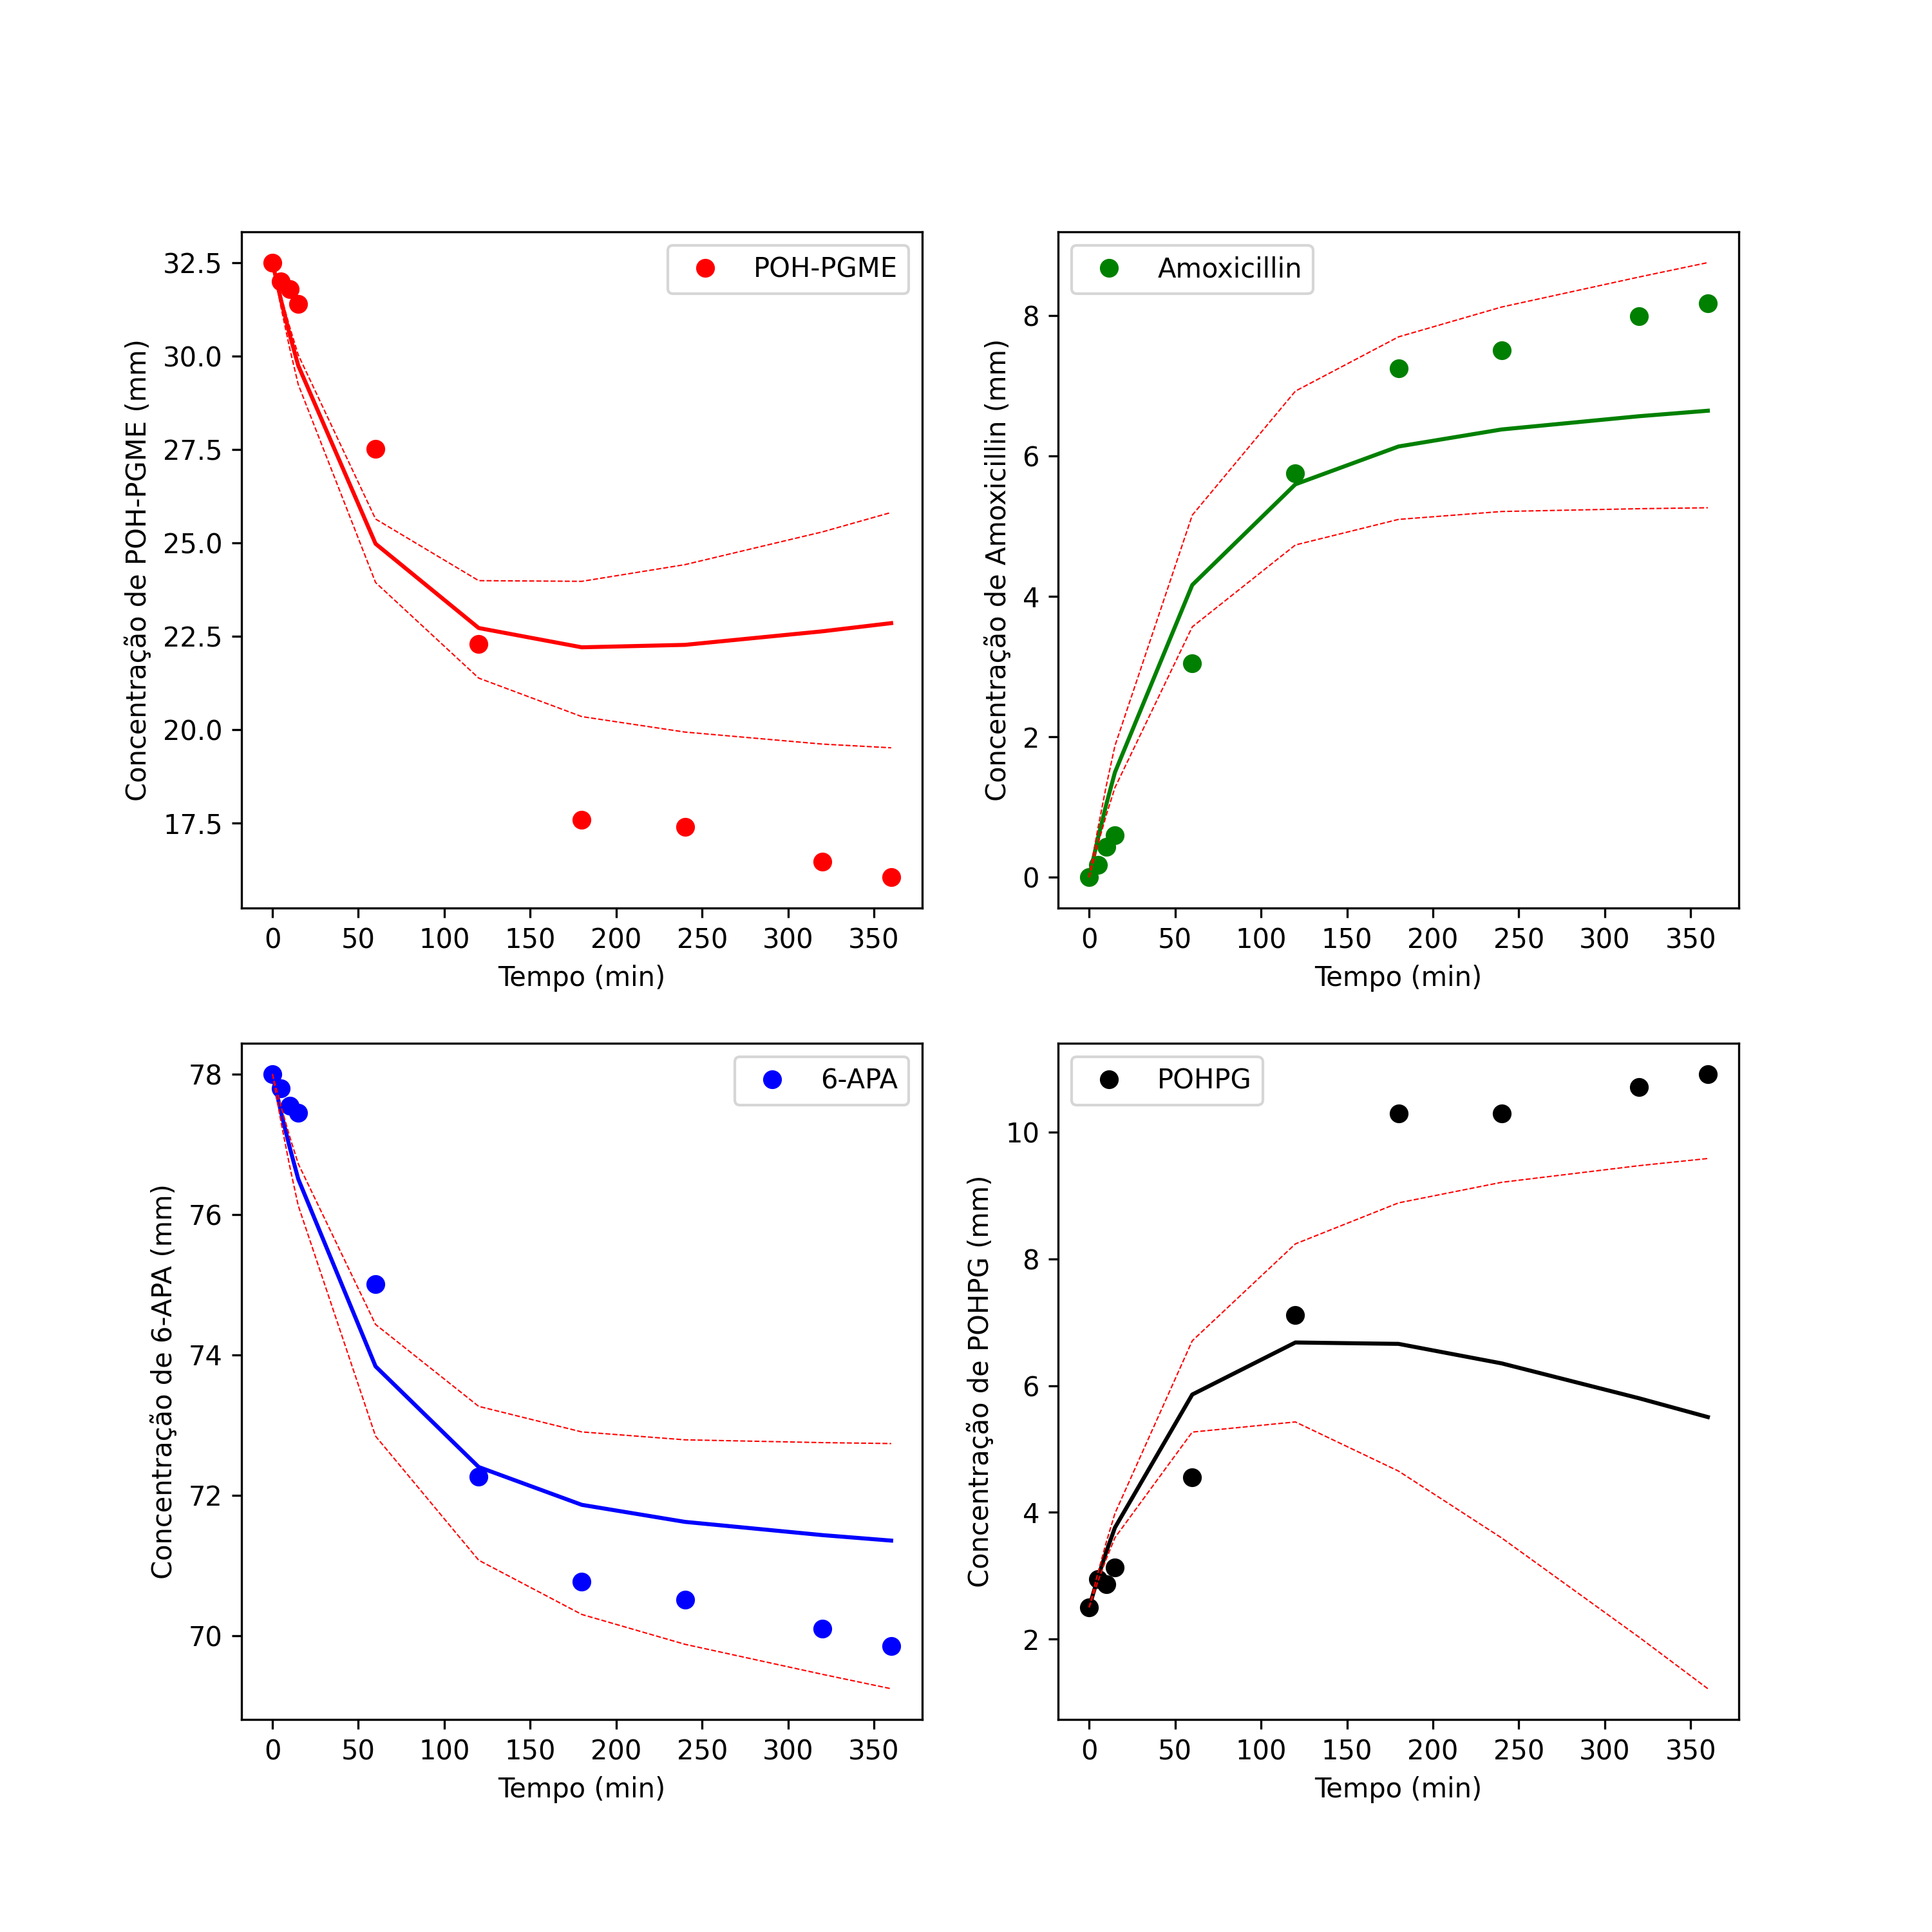 POH-PGME
Concentração de POH-PGME (mm)
32.5
30.0
27.5
25.0
22.5
20.0
17.5
0 50 100 150 200 250 300 350
Tempo (min)
Amoxicillin
Concentração de Amoxicillin (mm)
8
6
4
2
0
0 50 100 150 200 250 300 350
Tempo (min)
6-APA
Concentração de 6-APA (mm)
78
76
74
72
70
0 50 100 150 200 250 300 350
Tempo (min)
POHPG
Concentração de POHPG (mm)
10
8
6
4
2
0 50 100 150 200 250 300 350
Tempo (min)